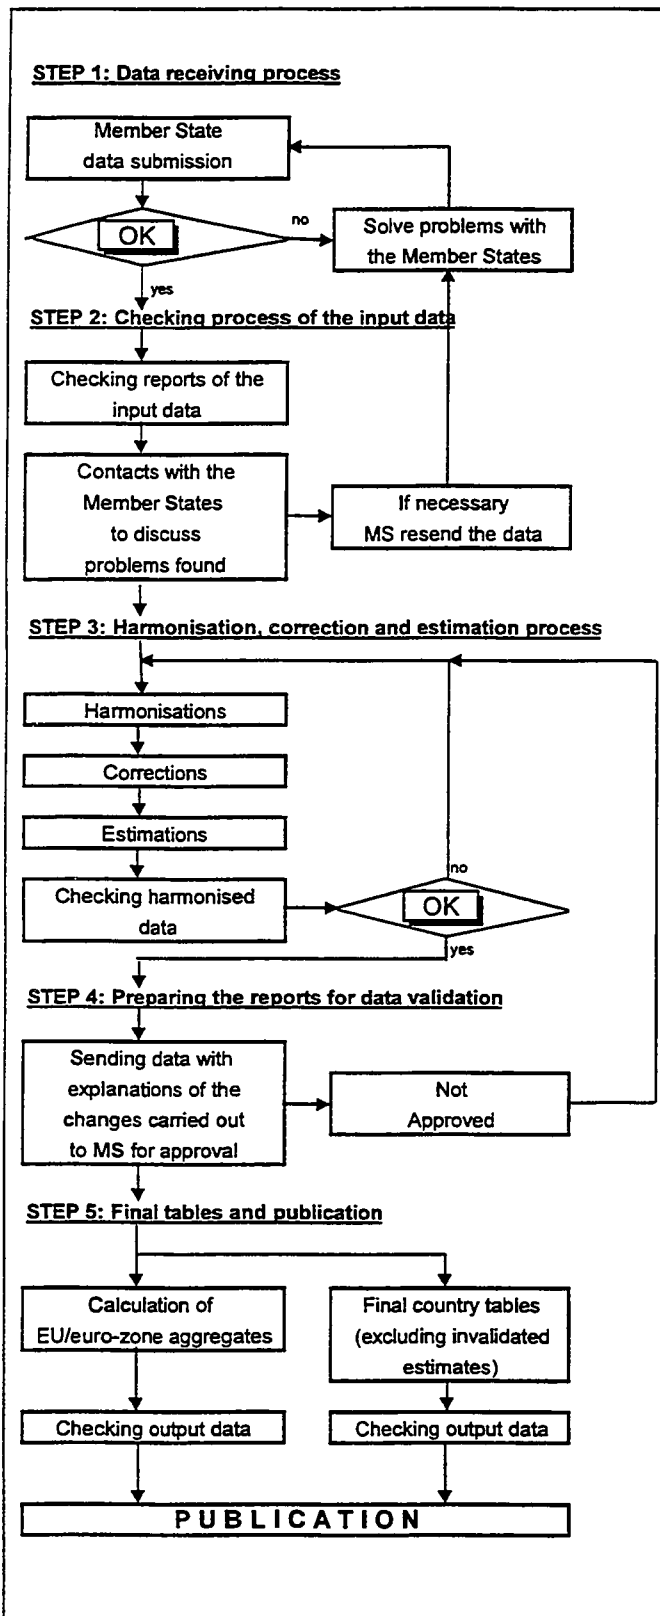 STEP 1: Data receiving process
Member State
data submission
OK
no
Solve problems with
the Member States
yes
STEP 2: Checking process of the input data
Checking reports of the
input data
Contacts with the
Member States
to discuss
problems found
If necessary
MS resend the data
STEP 3: Harmonisation, correction and estimation process
Harmonisations
Corrections
Estimations
Checking harmonised
data
no
OK
yes
STEP 4: Preparing the reports for data validation
Sending data with
explanations of the
changes carried out
to MS for approval
Not
Approved
STEP 5: Final tables and publication
Calculation of
EU/euro-zone aggregates
Final country tables
(excluding invalidated
estimates)
Checking output data
Checking output data
PUBLICATION